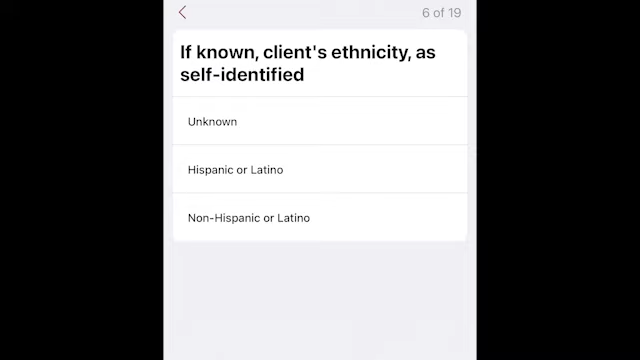 6 of 19
If known, client's ethnicity, as
self-identified
Unknown
Hispanic or Latino
Non-Hispanic or Latino